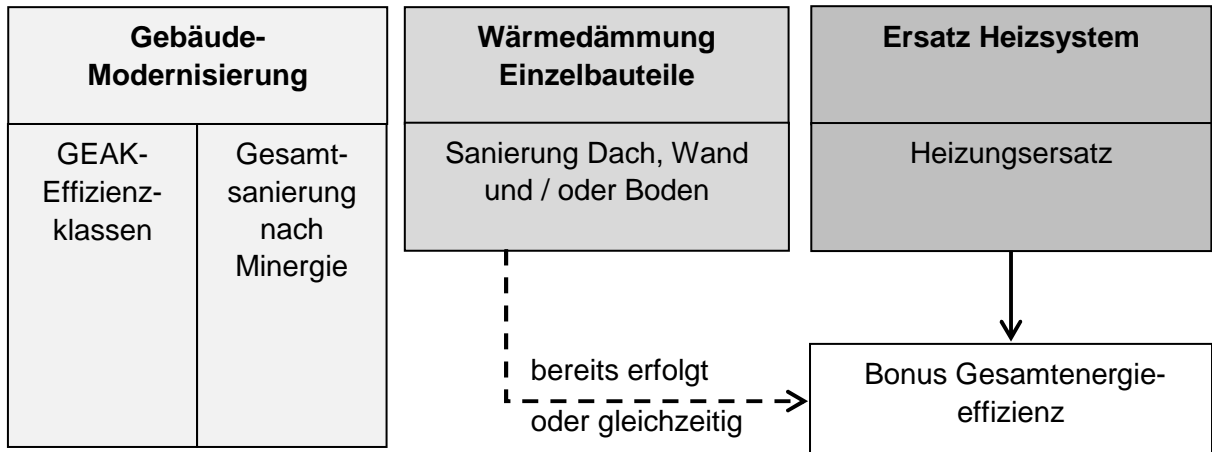 Gebäude-
Modernisierung
GEAK-
Effizienz-
klassen
Gesamt-
sanierung
nach
Minergie
Wärmedämmung
Einzelbauteile
Sanierung Dach, Wand
und / oder Boden
Ersatz Heizsystem
Heizungsersatz
bereits erfolgt
oder gleichzeitig
Bonus Gesamtenergie-
effizienz